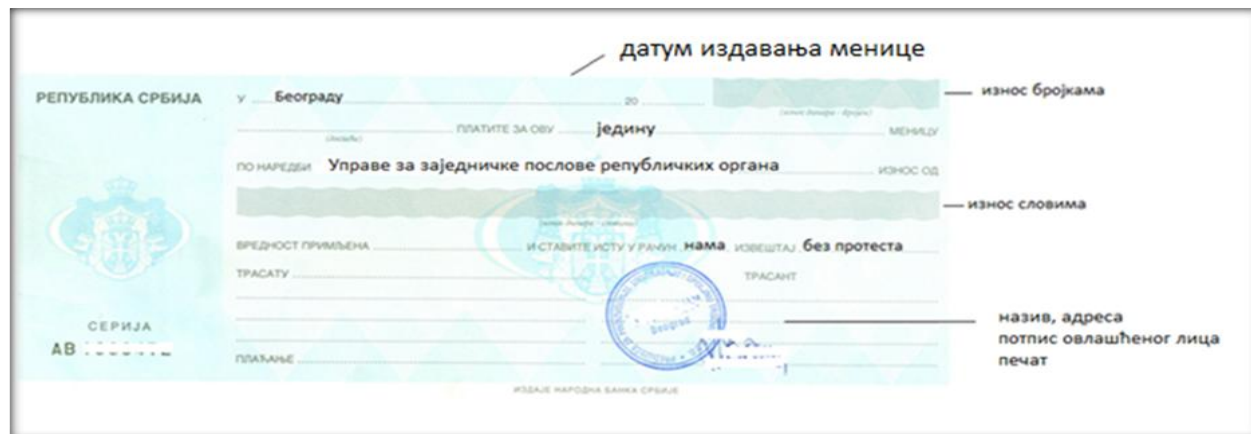 датум издавања менице
РЕПУБЛИКА СРБИЈА
У Београду 20
износ бројкама
ПЛАТИТЕ ЗА ОВУ једину МЕНИЦУ
ПО НАРЕДБИ Управе за заједничке послове републичких органа ИЗНОС ОД
износ словима
ВРЕДНОСТ ПРИМЉЕНА И СТАВИТЕ ИСТУ У РАЧУН нама ИЗВЕШТАЈ без протеста
ТРАСАТУ ТРАСАНТ
Beograd
СЕРИЈА
АВ
назив, адреса
потпис овлашћеног лица
печат
ПЛАЋАЊЕ
ИЗДАЈЕ НАРОДНА БАНКА СРБИЈЕ